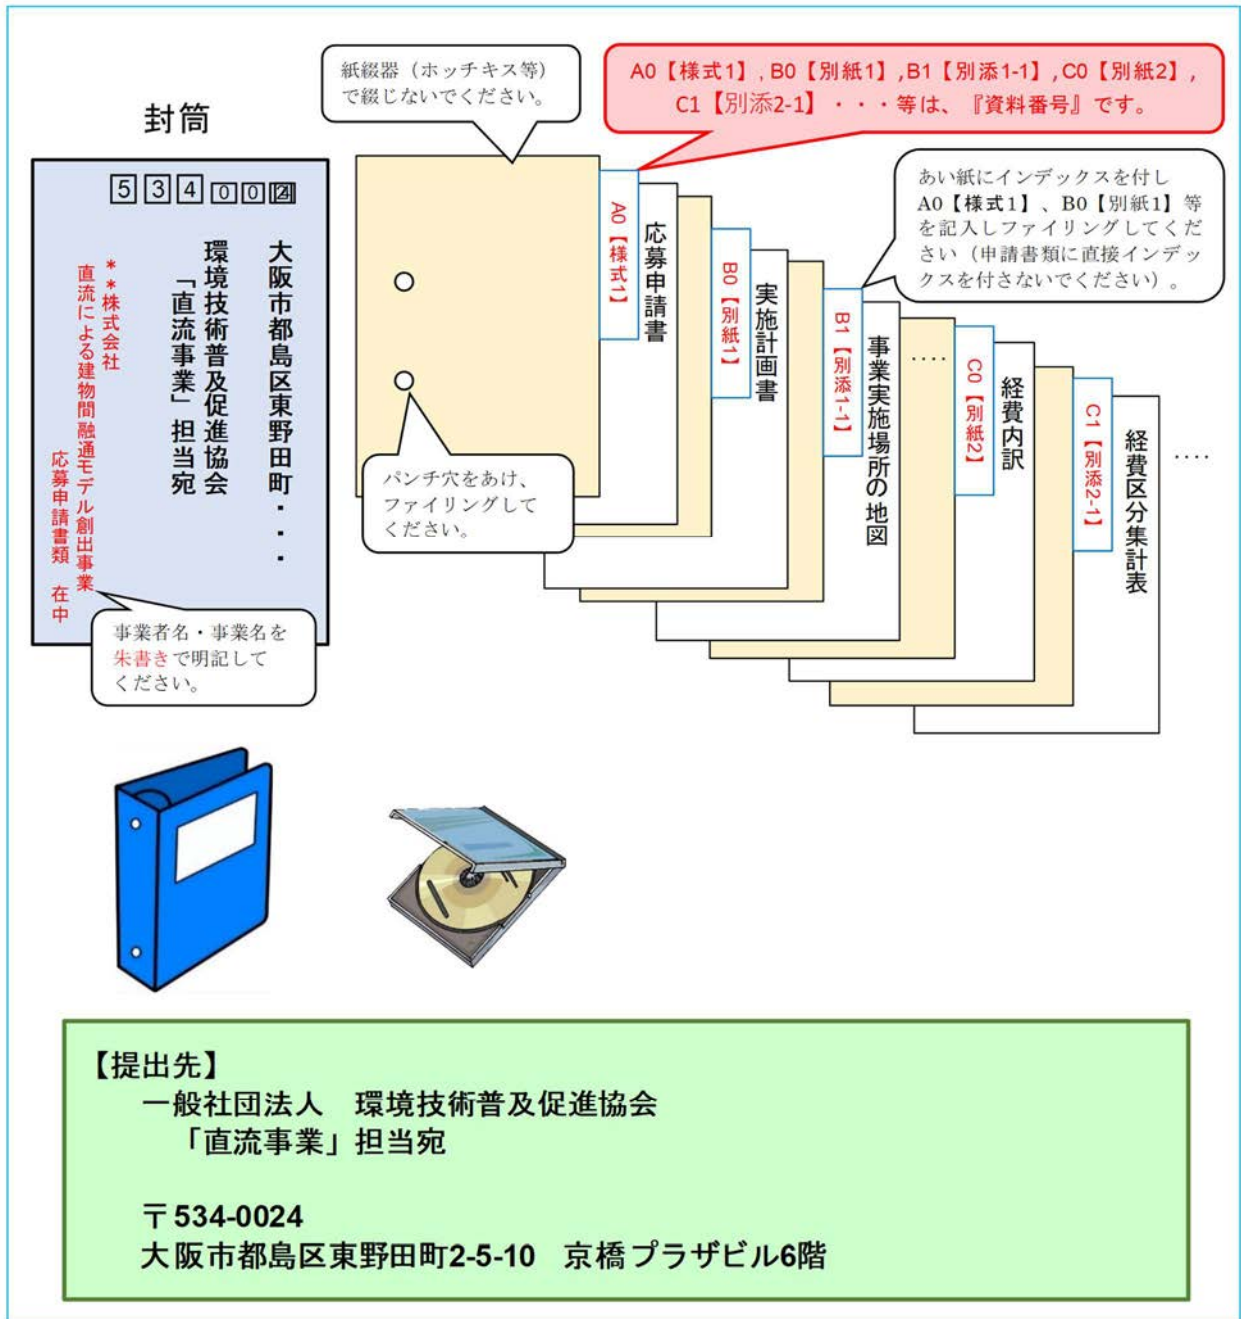 紙綴器（ホッチキス等）
で綴じないでください。
A0【様式1】, B0【別紙1】,B1【別添1-1】, C0【別紙2】,
C1【別添2-1】・・・等は、『資料番号』です。
封筒
あい紙にインデックスを付し
A0【様式1】、B0【別紙1】等
を記入しファイリングしてくだ
さい（申請書類に直接インデッ
クスを付さないでください）。
534002
大阪市都島区東野田町・・・
環境技術普及促進協会
「直流事業」担当宛
＊＊株式会社
直流による建物間融通モデル創出事業
応募申請書類　在中
事業者名・事業名を
朱書きで明記して
ください。
パンチ穴をあけ、
ファイリングして
ください。
A0【様式1】
応募申請書
B0【別紙1】
実施計画書
B1【別添1-1】
事業実施場所の地図
‥‥
C0【別紙2】
経費内訳
C1【別添2-1】
経費区分集計表
‥‥
【提出先】
一般社団法人　環境技術普及促進協会
「直流事業」担当宛
〒534-0024
大阪市都島区東野田町2-5-10　京橋プラザビル6階